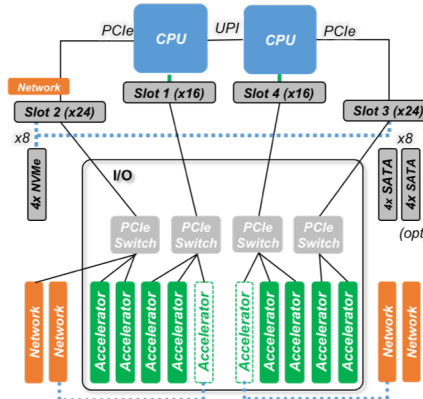 PCIe
CPU
UPI
CPU
PCIe
Network
Slot 1 (x16)
Slot 4 (x16)
Slot 2 (x24)
Slot 3 (x24)
x8
x8
4x NVMe
I/O
4x SATA
4x SATA
(opt
PCIe
Switch
PCIe
Switch
PCIe
Switch
PCIe
Switch
Network
Network
Accelerator
Accelerator
Accelerator
Accelerator
Accelerator
Accelerator
Accelerator
Accelerator
Accelerator
Accelerator
Network
Network